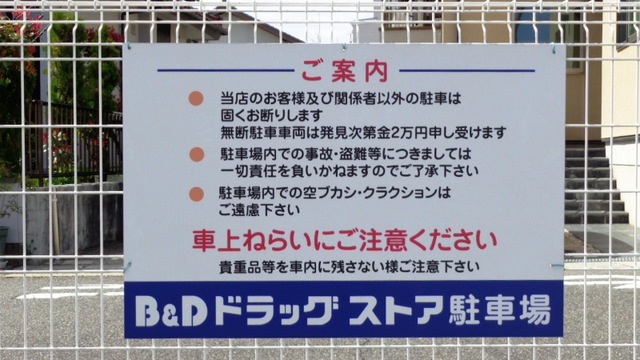 ご案内
当店のお客様及び関係者以外の駐車は
固くお断りします
無断駐車車両は発見次第金2万円申し受けます
駐車場内での事故・盗難等につきましては
一切責任を負いかねますのでご了承下さい
駐車場内での空ブカシ・クラクションは
ご遠慮下さい
車上ねらいにご注意ください
貴重品等を車内に残さない様ご注意下さい
B&Dドラッグストア駐車場